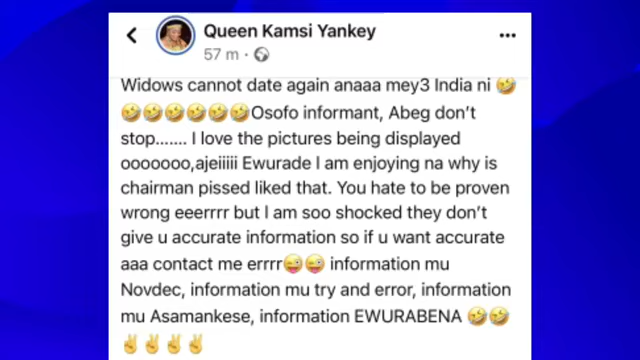 Queen Kamsi Yankey
57 m ·
Widows cannot date again anaaa mey3 India ni 🤣
🤣🤣🤣🤣🤣🤣Osofo informant, Abeg don't
stop....... I love the pictures being displayed
ooooooo,ajeiiiii Ewurade I am enjoying na why is
chairman pissed liked that. You hate to be proven
wrong eeerrrr but I am soo shocked they don't
give u accurate information so if u want accurate
aaa contact me errrr😜😜 information mu
Novdec, information mu try and error, information
mu Asamankese, information EWURABENA 🤣🤣
✌️✌️✌️✌️